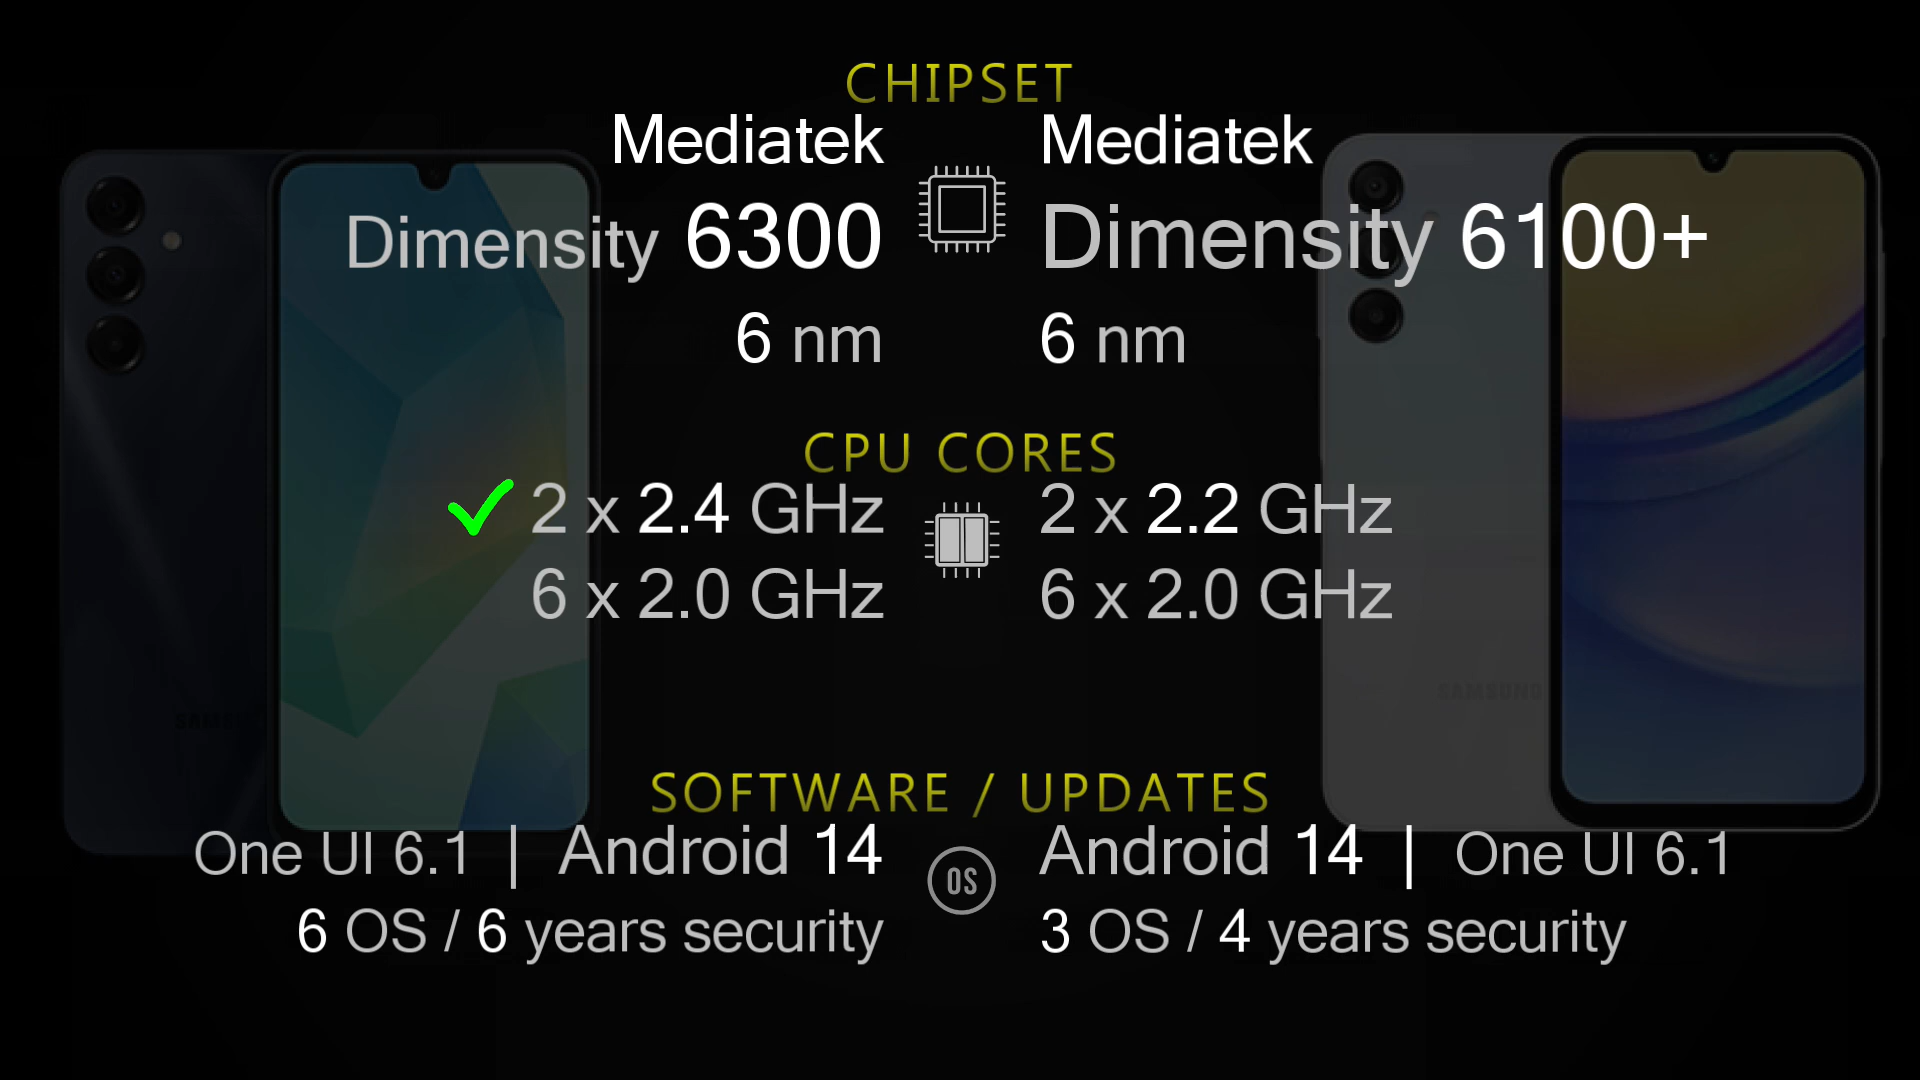 CHIPSET
Mediatek
Dimensity 6300
6 nm
Mediatek
Dimensity 6100+
6 nm
CPU CORES
2 x 2.4 GHz
6 x 2.0 GHz
2 x 2.2 GHz
6 x 2.0 GHz
SAMSUNG
SOFTWARE / UPDATES
One UI 6.1 | Android 14
6 OS / 6 years security
OS
Android 14 | One UI 6.1
3 OS / 4 years security